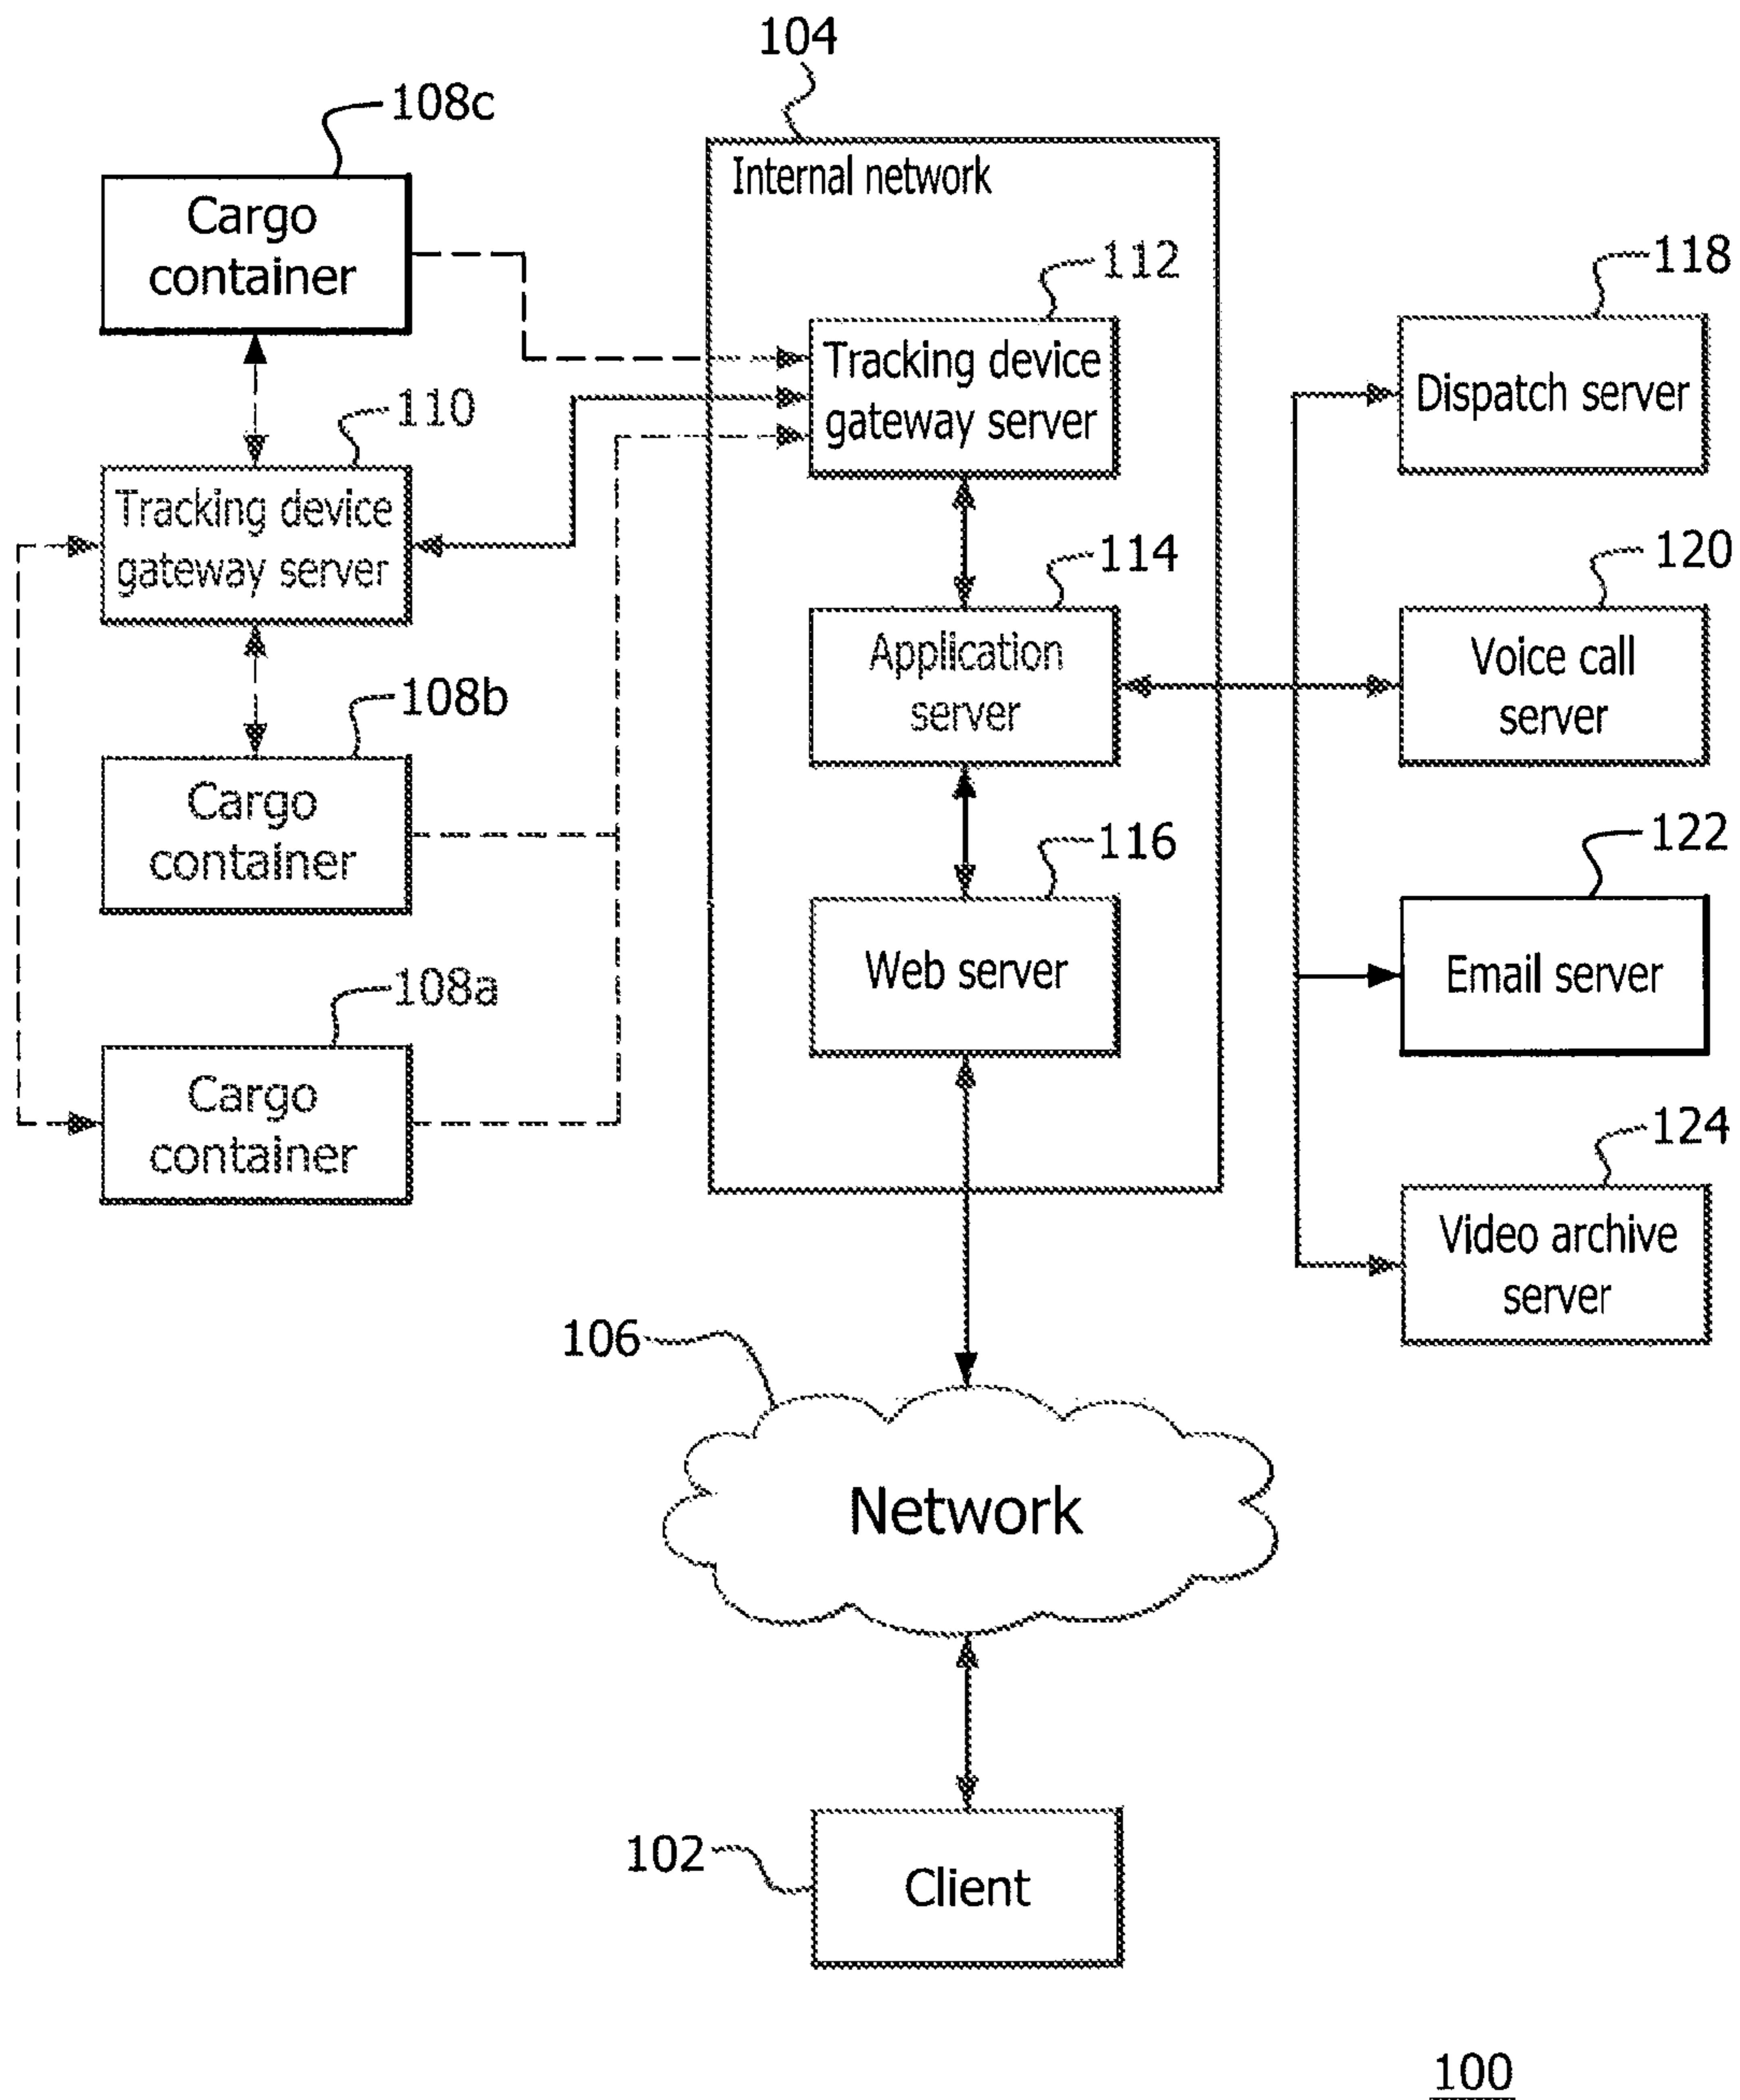 104
108c
Internal network
Cargo
container
112
118
Tracking device
gateway server
Dispatch server
110
Tracking device
gateway server
114
120
Application
server
Voice call
server
108b
Cargo
container
116
122
Web server
Email server
108a
Cargo
container
124
Video archive
server
106
Network
102
Client
100